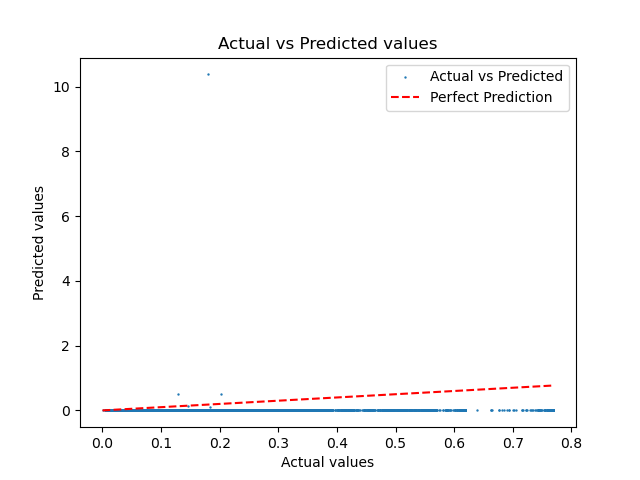 Actual vs Predicted values
Actual vs Predicted
Perfect Prediction
10
8
6
4
2
0
Predicted values
0.0 0.1 0.2 0.3 0.4 0.5 0.6 0.7 0.8
Actual values